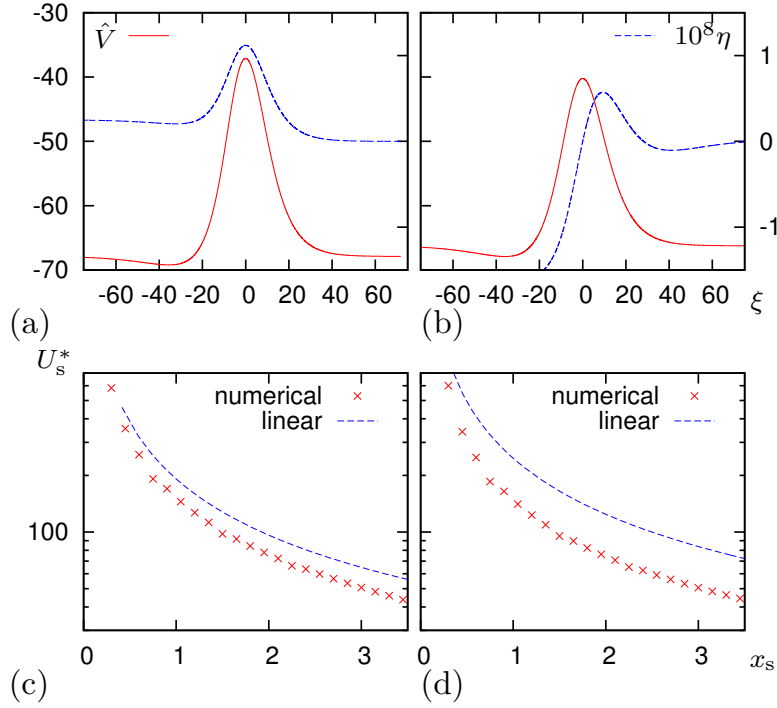 -30
-40
-50
-60
-70
V̂
-60 -40 -20 0 20 40 60
(a)
10⁸η
1
0
-1
-60 -40 -20 0 20 40 60
ξ
(b)
U*ₛ
100
numerical
linear
0 1 2 3
(c)
numerical
linear
0 1 2 3
xₛ
(d)